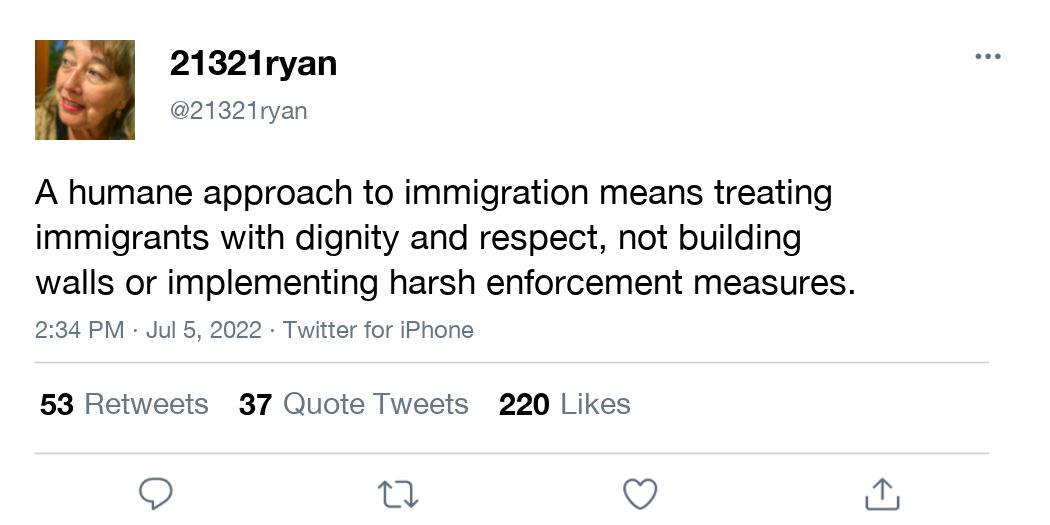 21321ryan
@21321ryan
A humane approach to immigration means treating
immigrants with dignity and respect, not building
walls or implementing harsh enforcement measures.
2:34 PM · Jul 5, 2022 · Twitter for iPhone
53 Retweets 37 Quote Tweets 220 Likes